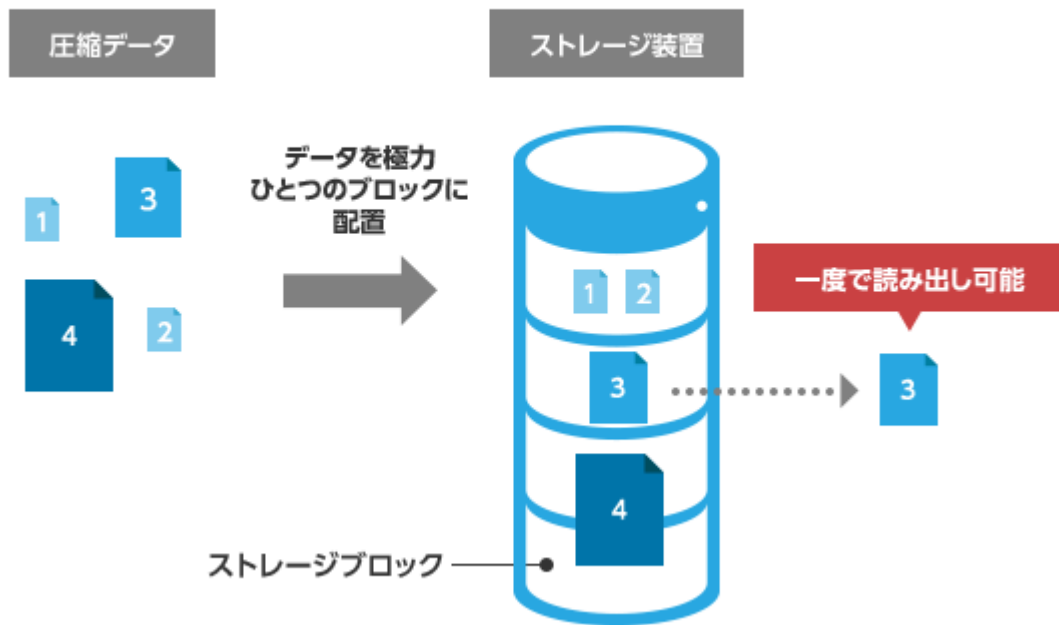 圧縮データ
ストレージ装置
データを極力
ひとつのブロックに
配置
1
3
4
2
1 2
3
4
一度で読み出し可能
3
ストレージブロック